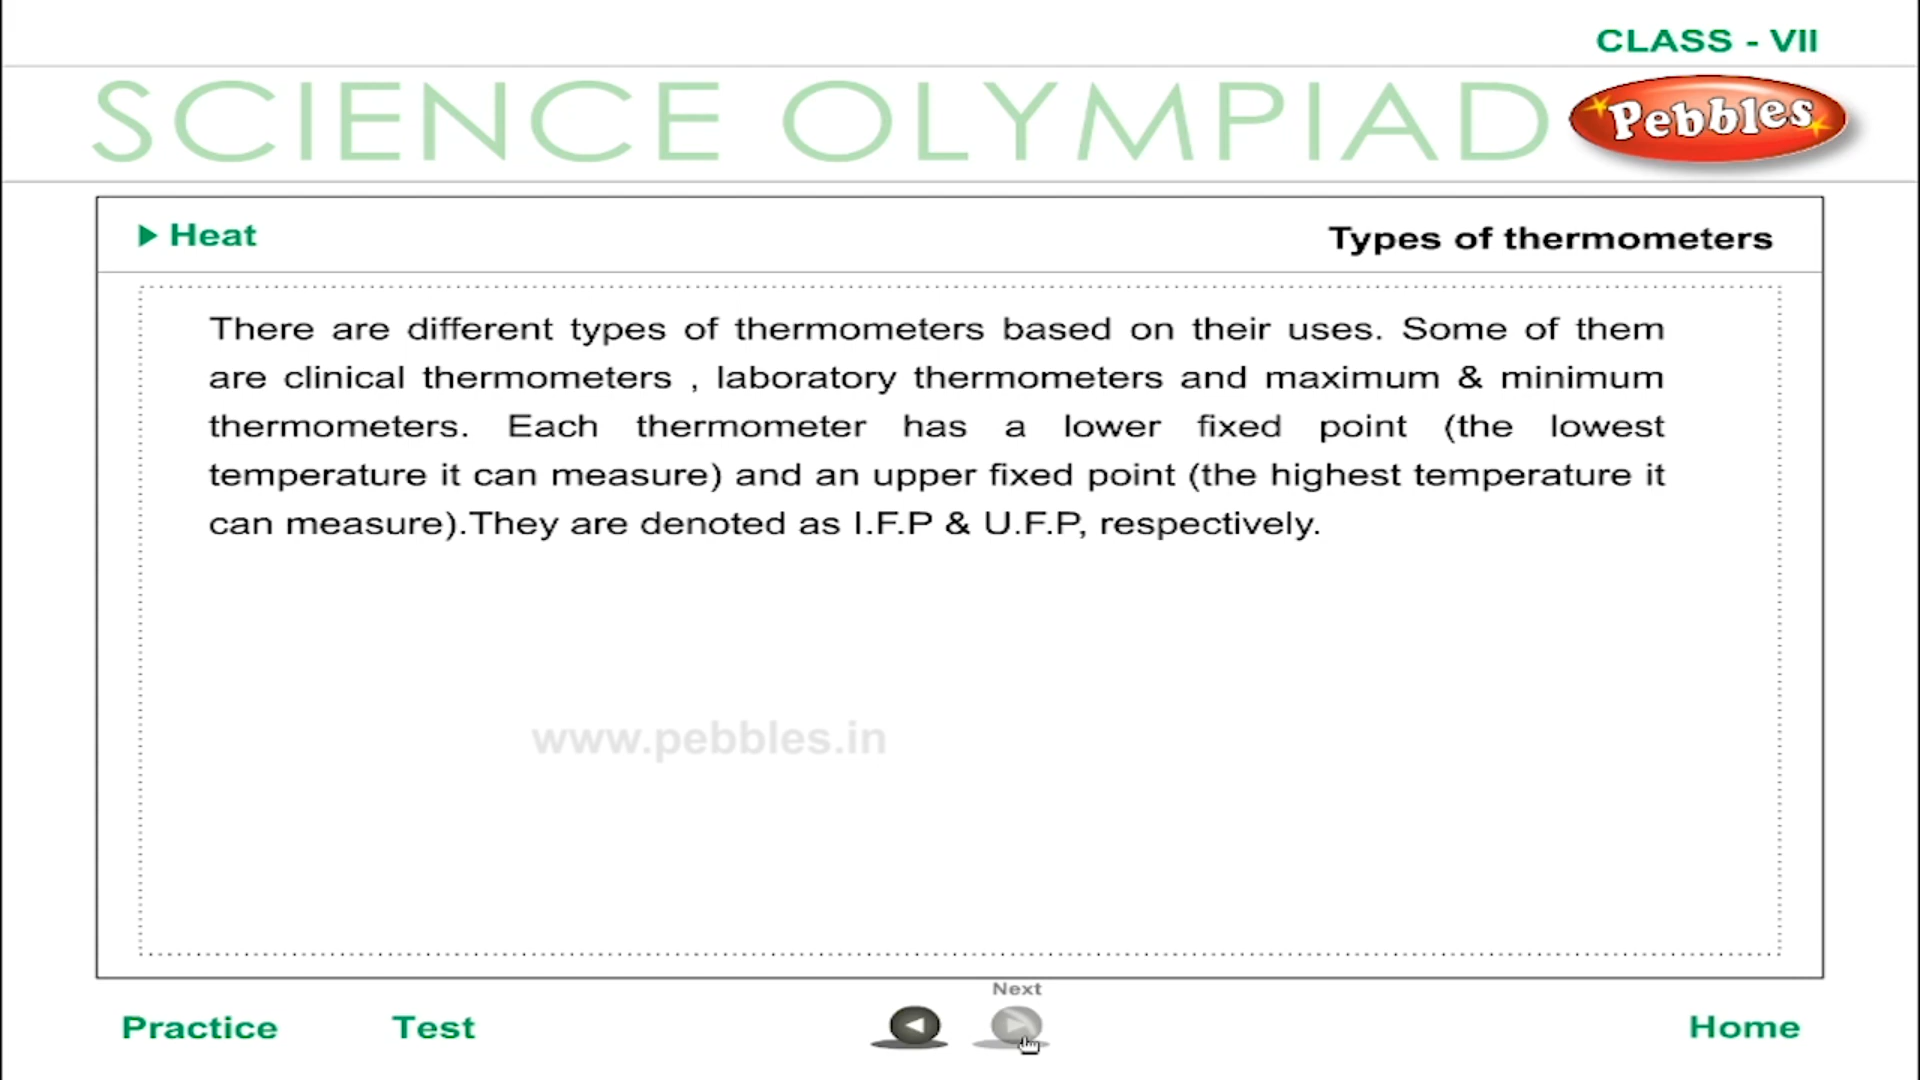 CLASS - VII
SCIENCE OLYMPIAD
Pebbles
Heat
Types of thermometers
There are different types of thermometers based on their uses. Some of them
are clinical thermometers , laboratory thermometers and maximum & minimum
thermometers. Each thermometer has a lower fixed point (the lowest
temperature it can measure) and an upper fixed point (the highest temperature it
can measure).They are denoted as I.F.P & U.F.P, respectively.
www.pebbles.in
Next
Practice
Test
Home